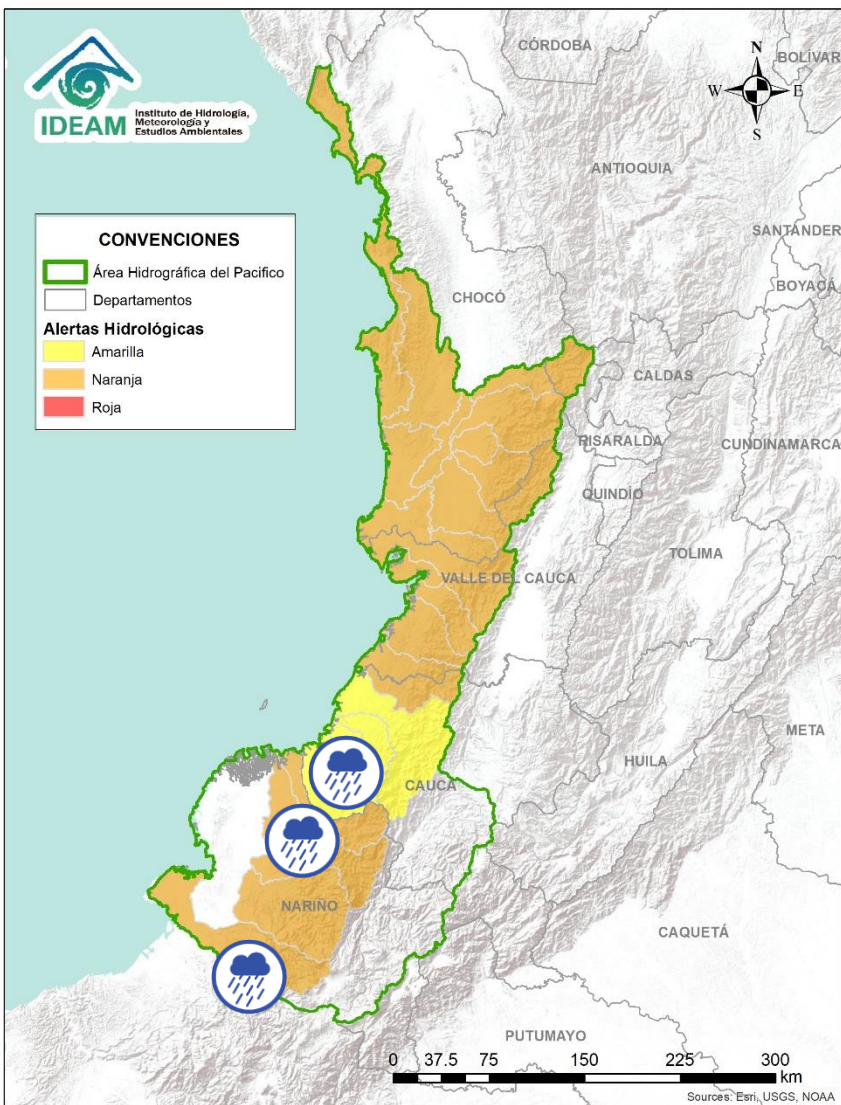 IDEAM
Instituto de Hidrología,
Meteorología y
Estudios Ambientales
N
W
E
S
CONVENCIONES
Área Hidrográfica del Pacifico
Departamentos
Alertas Hidrológicas
Amarilla
Naranja
Roja
CÓRDOBA
BOLÍVAR
ANTIOQUIA
SANTANDER
BOYACÁ
CHOCÓ
CALDAS
RISARALDA
CUNDINAMARCA
QUINDÍO
TOLIMA
VALLE DEL CAUCA
META
HUILA
CAUCA
NARIÑO
CAQUETÁ
PUTUMAYO
0 37.5 75 150 225 300
km
Sources: Esri, USGS, NOAA